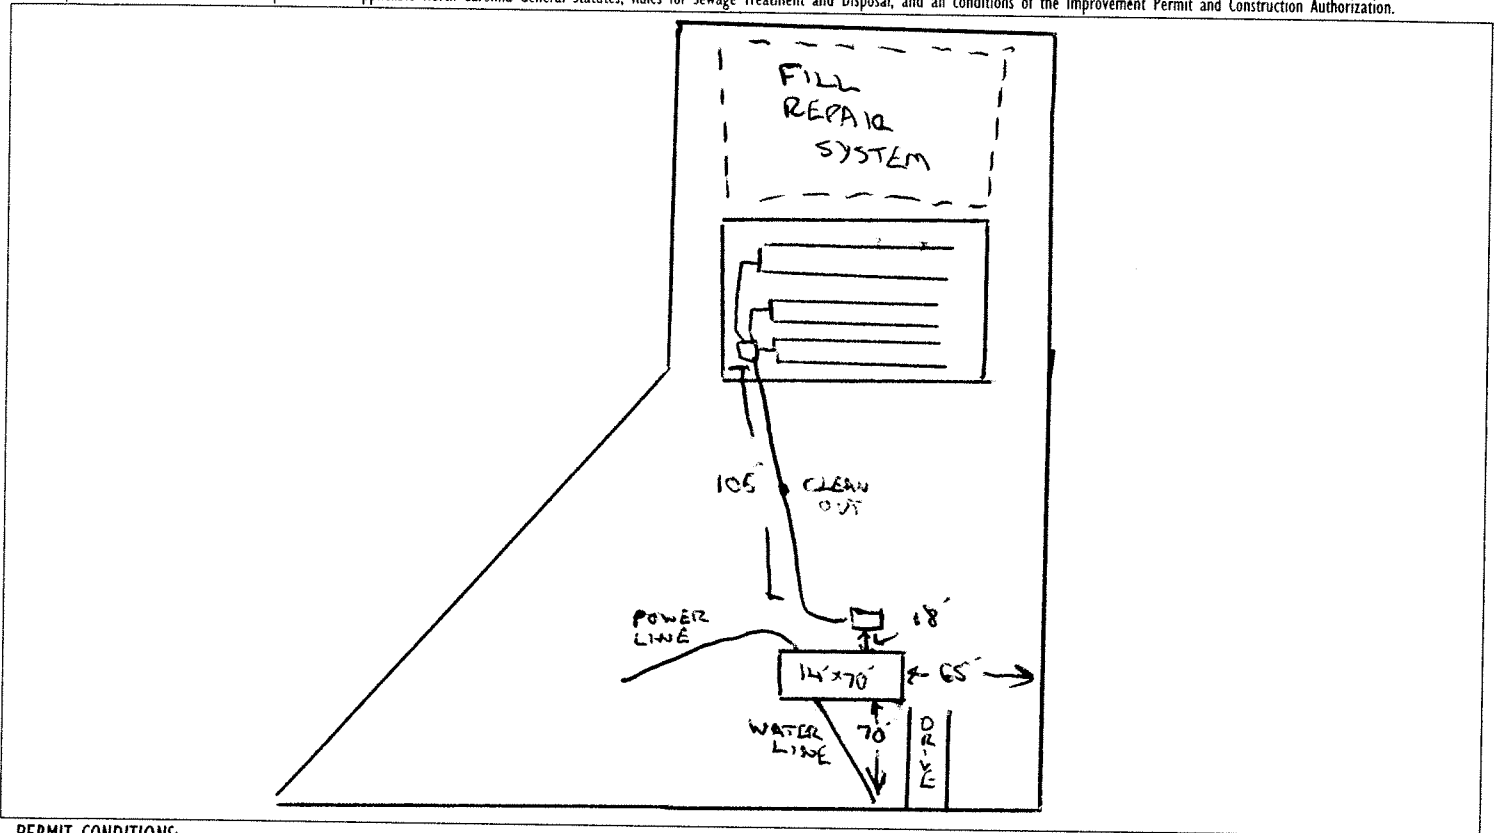 Applicable North Carolina General Statutes, Rules for Sewage Treatment and Disposal, and all conditions of the Improvement Permit and Construction Authorization.
FILL
REPAIR
SYSTEM
105'
CLEAN
OUT
POWER
LINE
18'
14'x70'
65'
WATER
LINE
70'
DRIVE
PERMIT CONDITIONS: